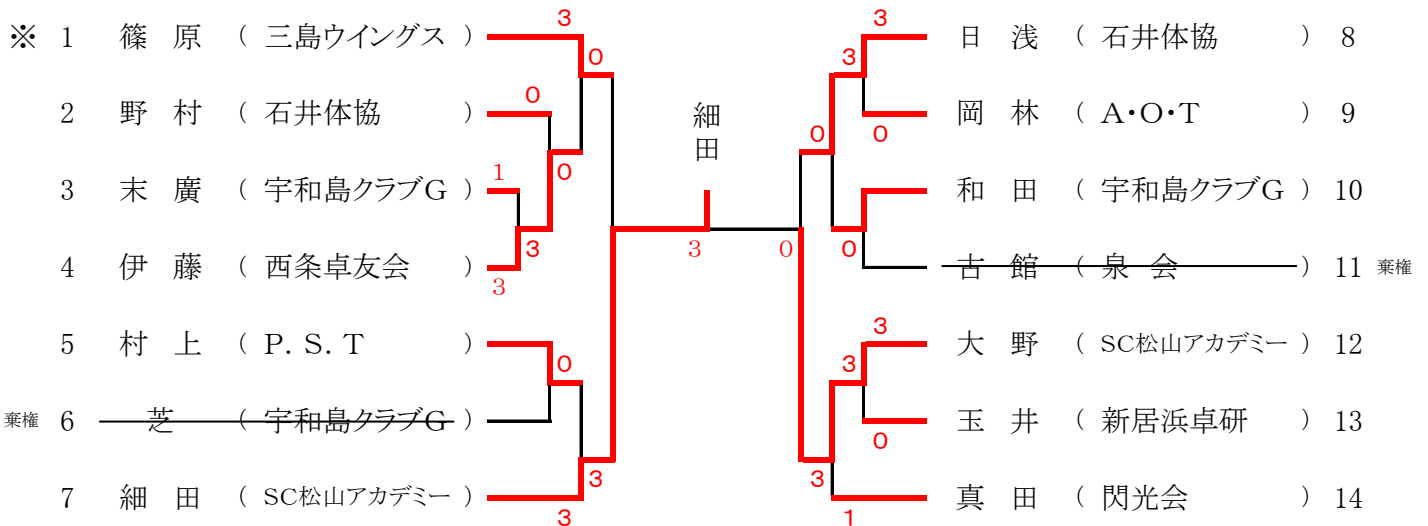 ※ 1 篠 原 ( 三島ウイングス )
2 野 村 ( 石井体協 )
3 末 廣 ( 宇和島クラブG )
4 伊 藤 ( 西条卓友会 )
5 村 上 ( P. S. T )
棄権 6 芝 ( 宇和島クラブG )
7 細 田 ( SC松山アカデミー )
3
0
0
1
0
3
3
0
3
3
細田
3 0
3
3
0
0
0
3
3
0
3
1
日 浅 ( 石井体協 ) 8
岡 林 ( A・O・T ) 9
和 田 ( 宇和島クラブG ) 10
古 館 ( 泉 会 ) 11 棄権
大 野 ( SC松山アカデミー ) 12
玉 井 ( 新居浜卓研 ) 13
真 田 ( 閃光会 ) 14